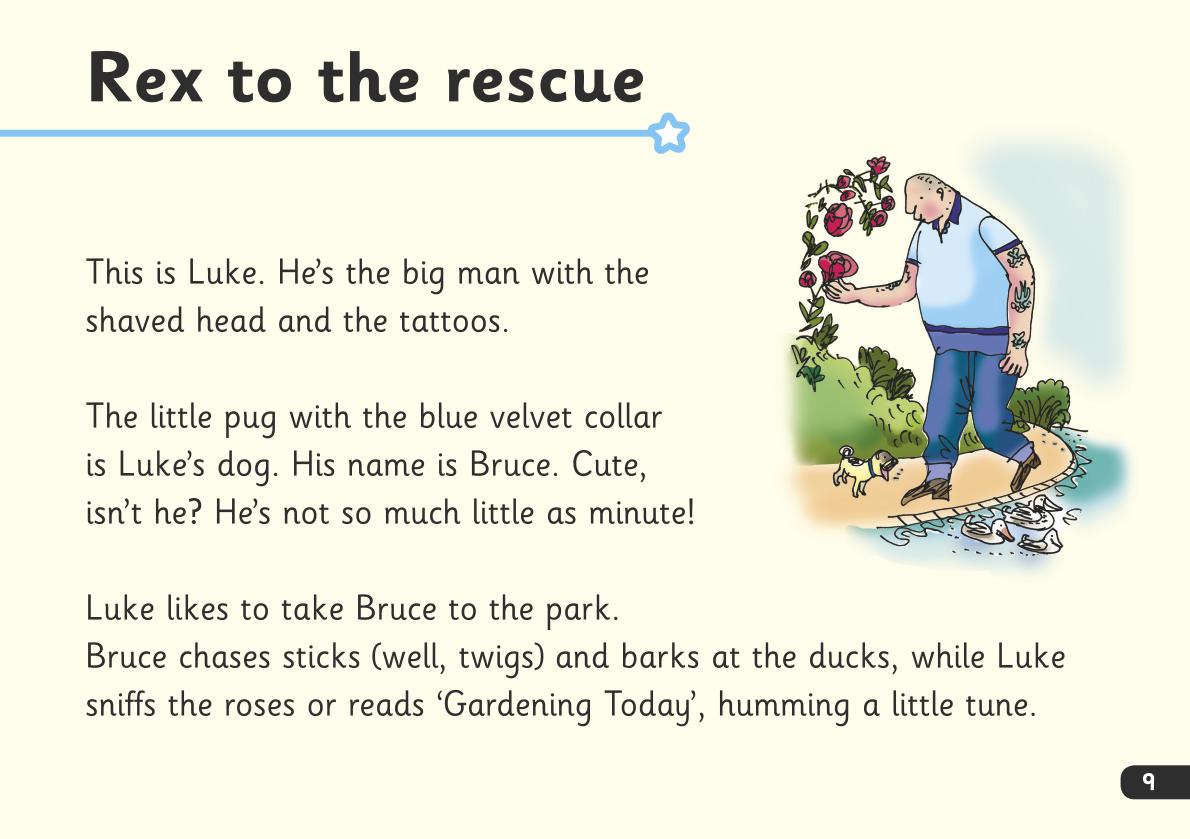 Rex to the rescue
This is Luke. He’s the big man with the
shaved head and the tattoos.
The little pug with the blue velvet collar
is Luke’s dog. His name is Bruce. Cute,
isn’t he? He’s not so much little as minute!
Luke likes to take Bruce to the park.
Bruce chases sticks (well, twigs) and barks at the ducks, while Luke
sniffs the roses or reads ‘Gardening Today’, humming a little tune.
9